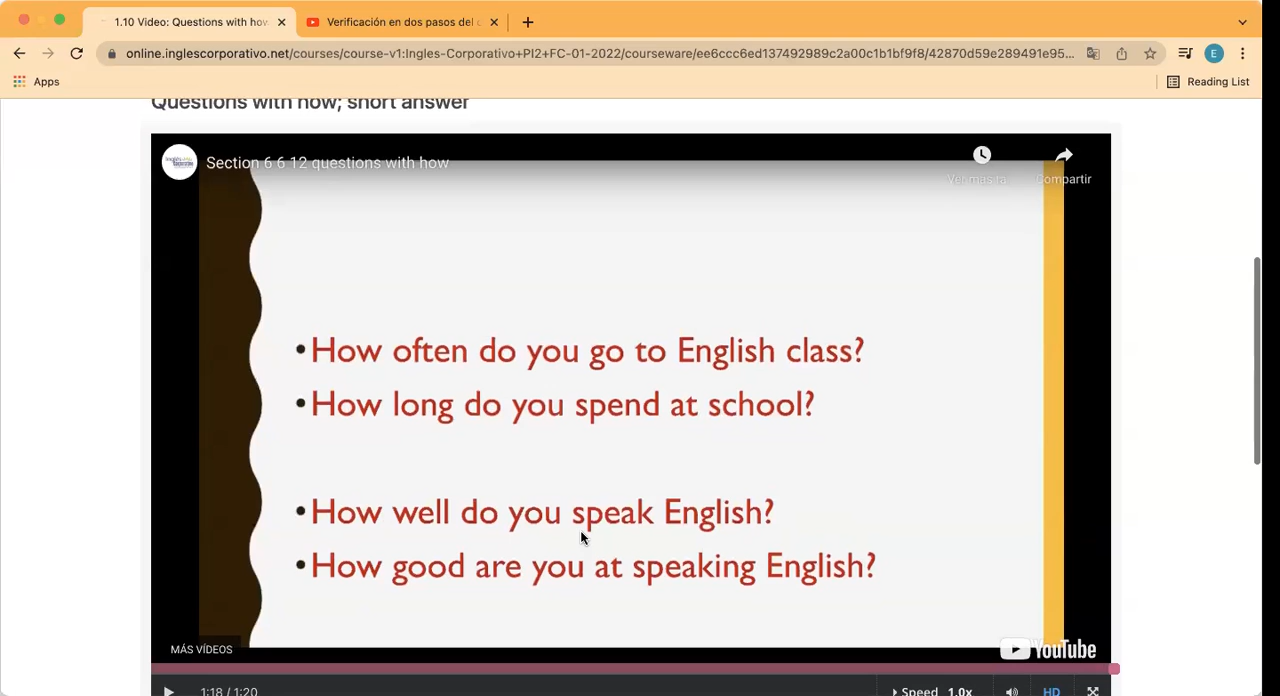 1.10 Video: Questions with how
Verificación en dos pasos del
online.inglescorporativo.net/courses/course-v1:Ingles-Corporativo+PI2+FC-01-2022/courseware/ee6ccc6ed137492989c2a00c1b1bf9f8/42870d59e289491e95...
E
Apps
Reading List
Questions with how; short answer
Section 6 6 12 questions with how
Ver más ta
Compartir
•How often do you go to English class?
•How long do you spend at school?
•How well do you speak English?
•How good are you at speaking English?
MÁS VÍDEOS
YouTube
1:18 / 1:20
Speed 1.0x
HD